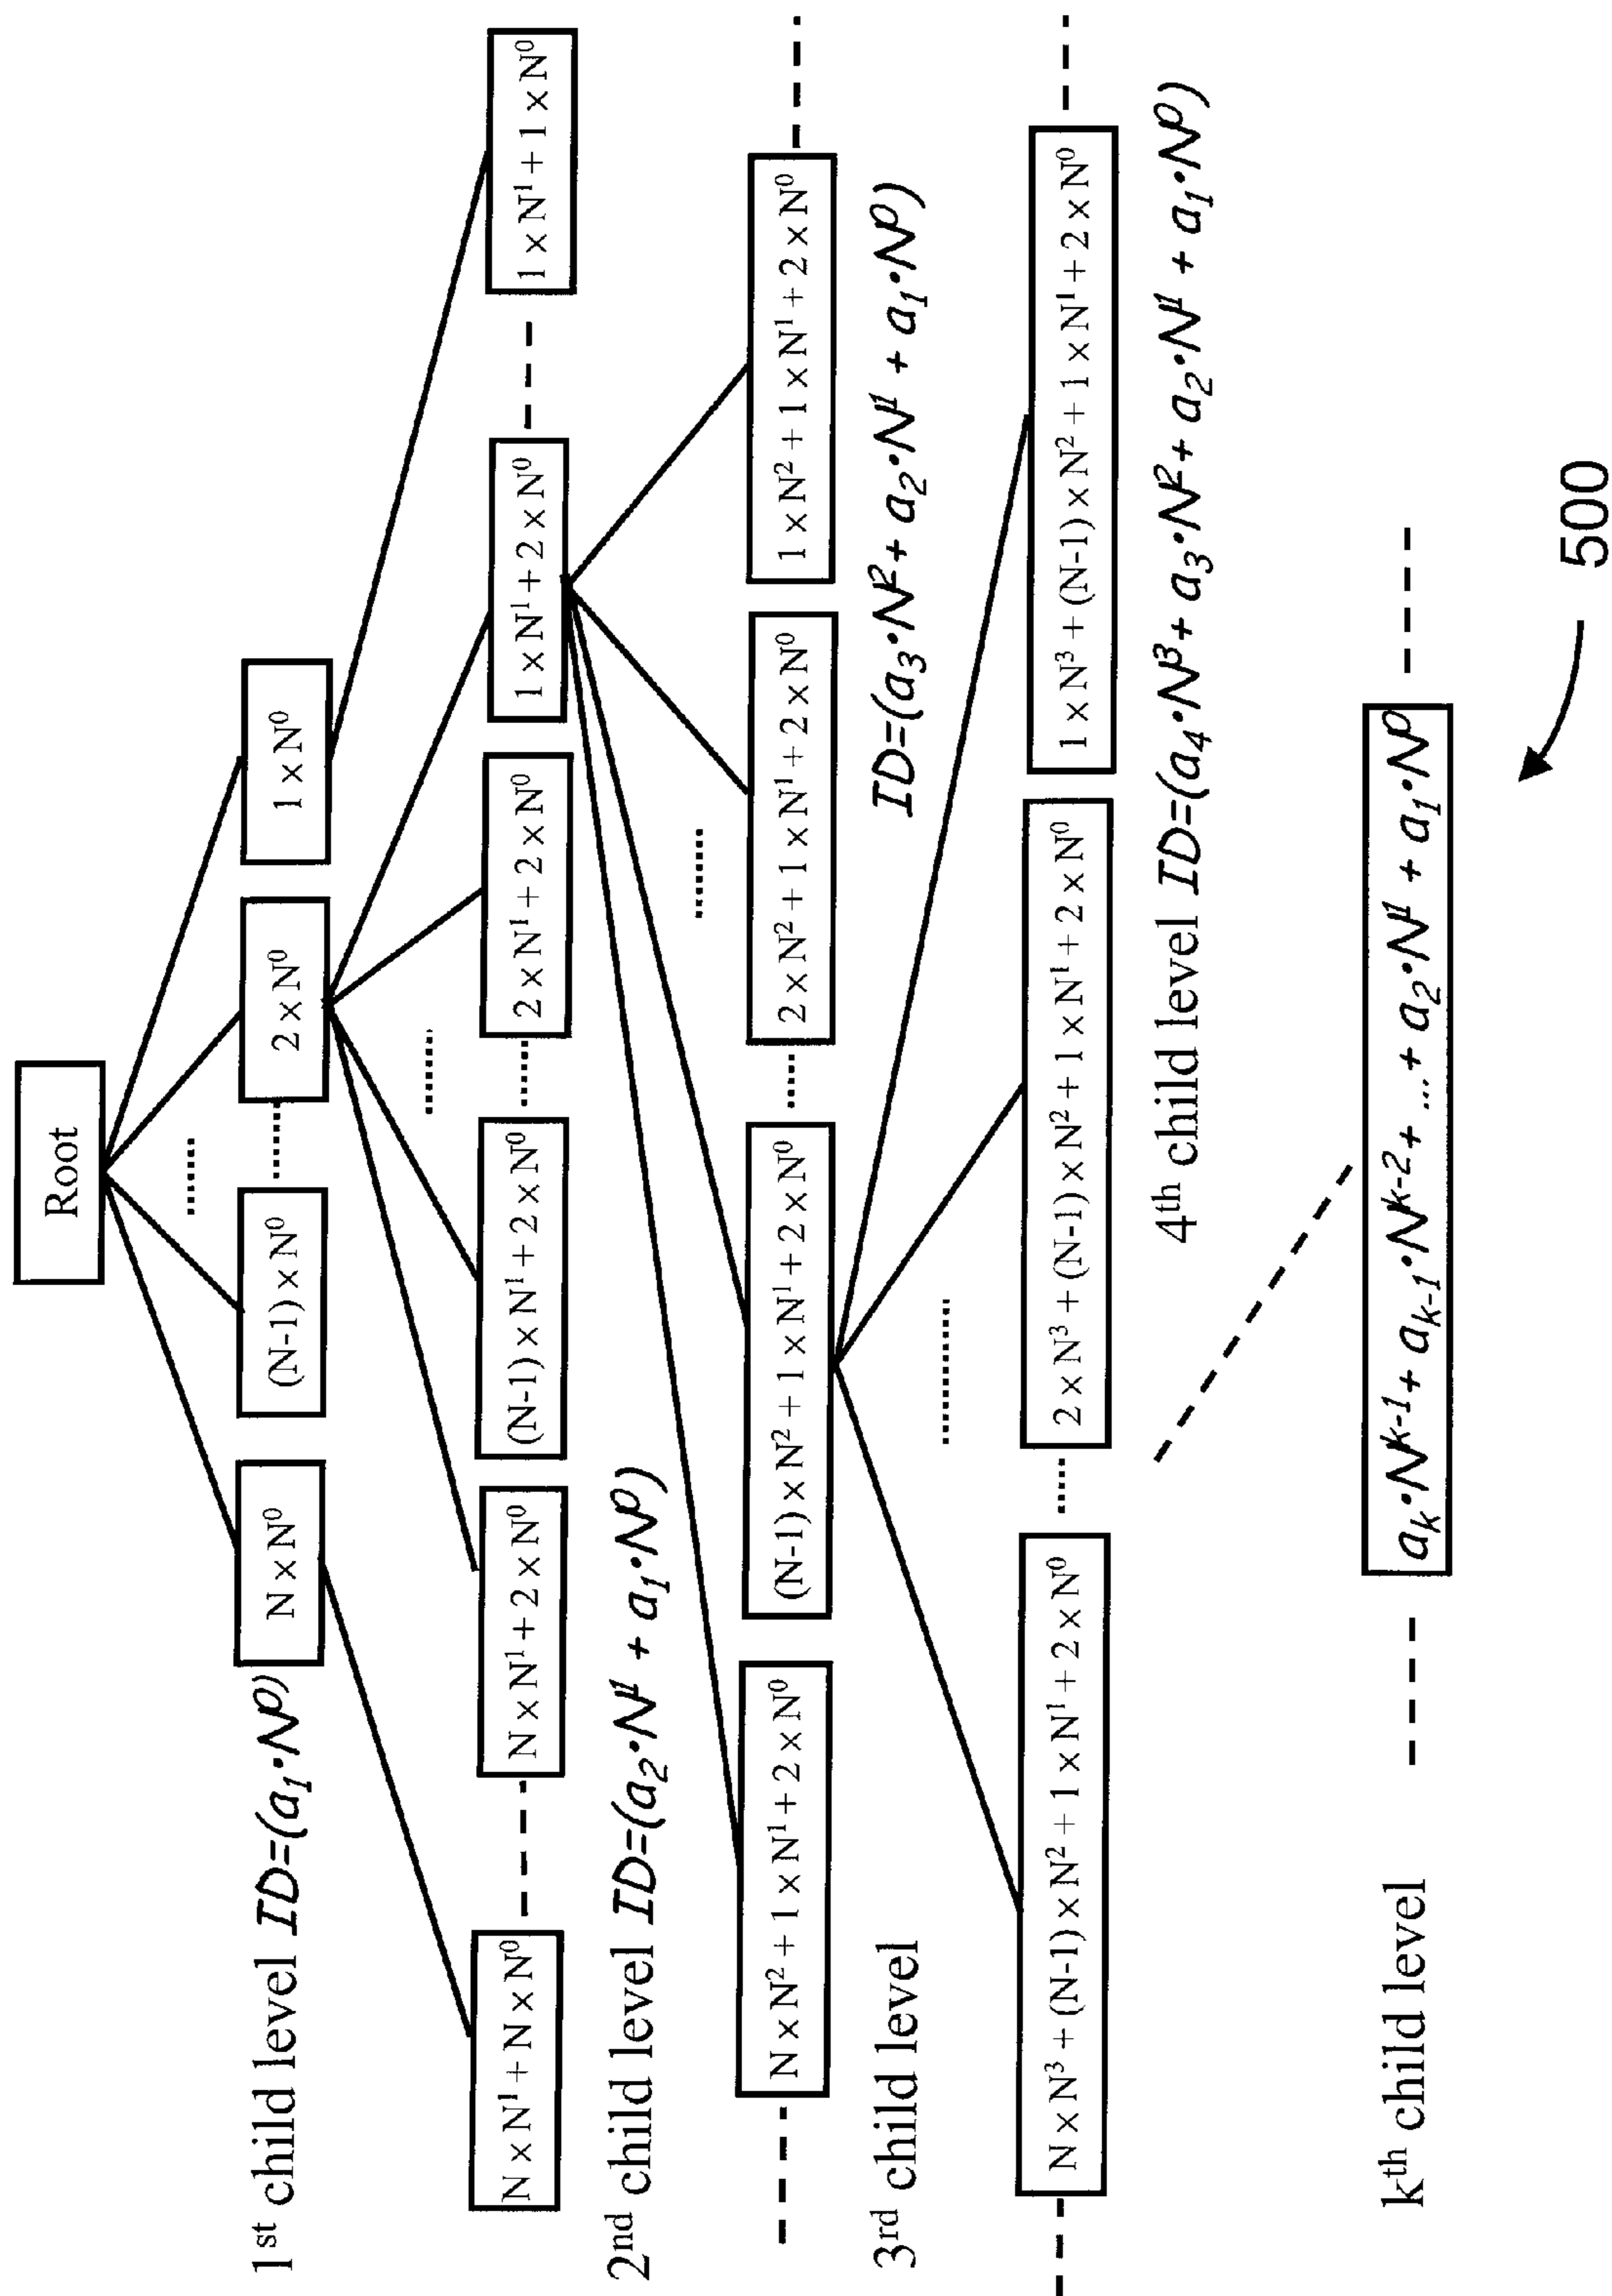 Root
N × N⁰
(N-1) × N⁰
2 × N⁰
1 × N⁰
1ˢᵗ child level ID=(a₁•N⁰)
N × N¹ + N × N⁰
N × N¹ + 2 × N⁰
(N-1) × N¹ + 2 × N⁰
2 × N¹ + 2 × N⁰
1 × N¹ + 2 × N⁰
1 × N¹ + 1 × N⁰
2ⁿᵈ child level ID=(a₂•N¹ + a₁•N⁰)
N × N² + 1 × N¹ + 2 × N⁰
(N-1) × N² + 1 × N¹ + 2 × N⁰
2 × N² + 1 × N¹ + 2 × N⁰
1 × N² + 1 × N¹ + 2 × N⁰
3ʳᵈ child level ID=(a₃•N² + a₂•N¹ + a₁•N⁰)
N × N³ + (N-1) × N² + 1 × N¹ + 2 × N⁰
2 × N³ + (N-1) × N² + 1 × N¹ + 2 × N⁰
1 × N³ + (N-1) × N² + 1 × N¹ + 2 × N⁰
4ᵗʰ child level ID=(a₄•N³ + a₃•N² + a₂•N¹ + a₁•N⁰)
kᵗʰ child level
aₖ•Nᵏ⁻¹ + aₖ₋₁•Nᵏ⁻² + ... + a₂•N¹ + a₁•N⁰
500